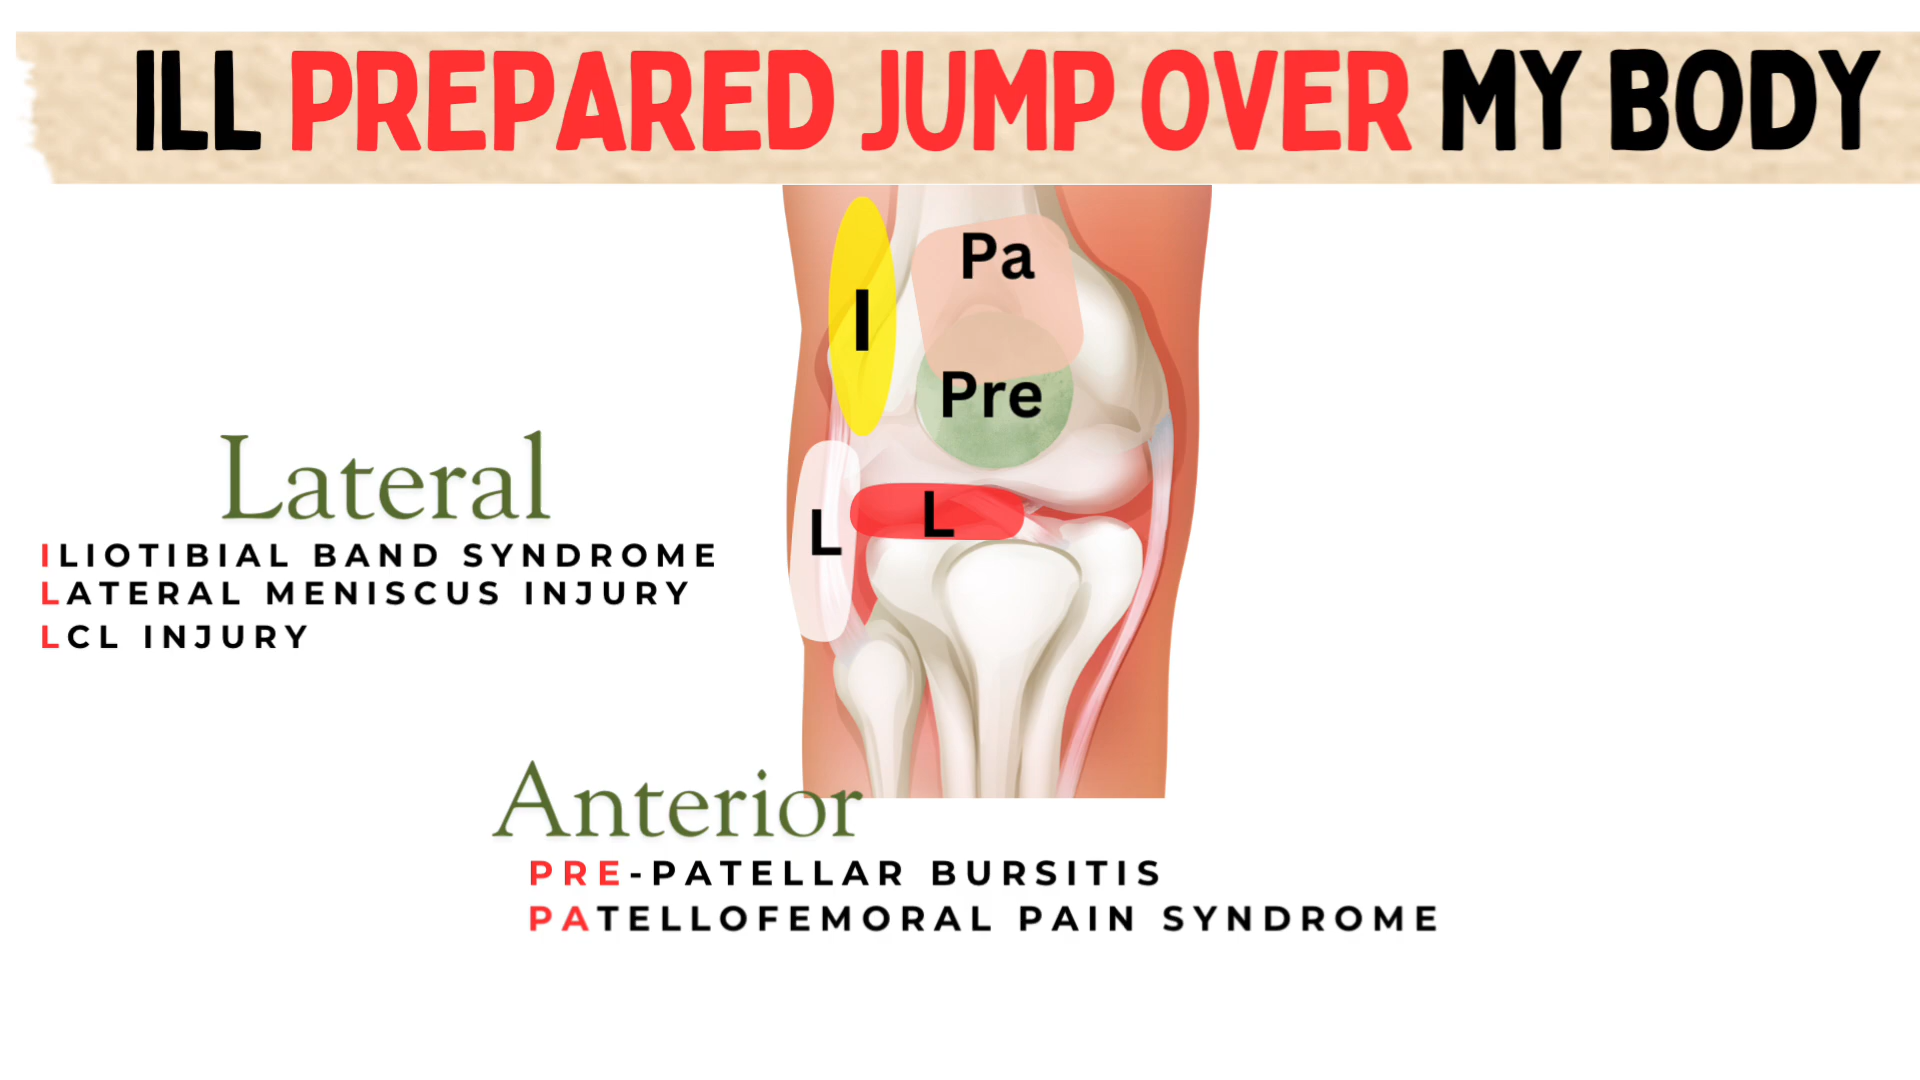 ILL PREPARED JUMP OVER MY BODY
Pa
I
Pre
L
L
Lateral
ILIOTIBIAL BAND SYNDROME
LATERAL MENISCUS INJURY
LCL INJURY
Anterior
PRE-PATELLAR BURSITIS
PATELLOFEMORAL PAIN SYNDROME